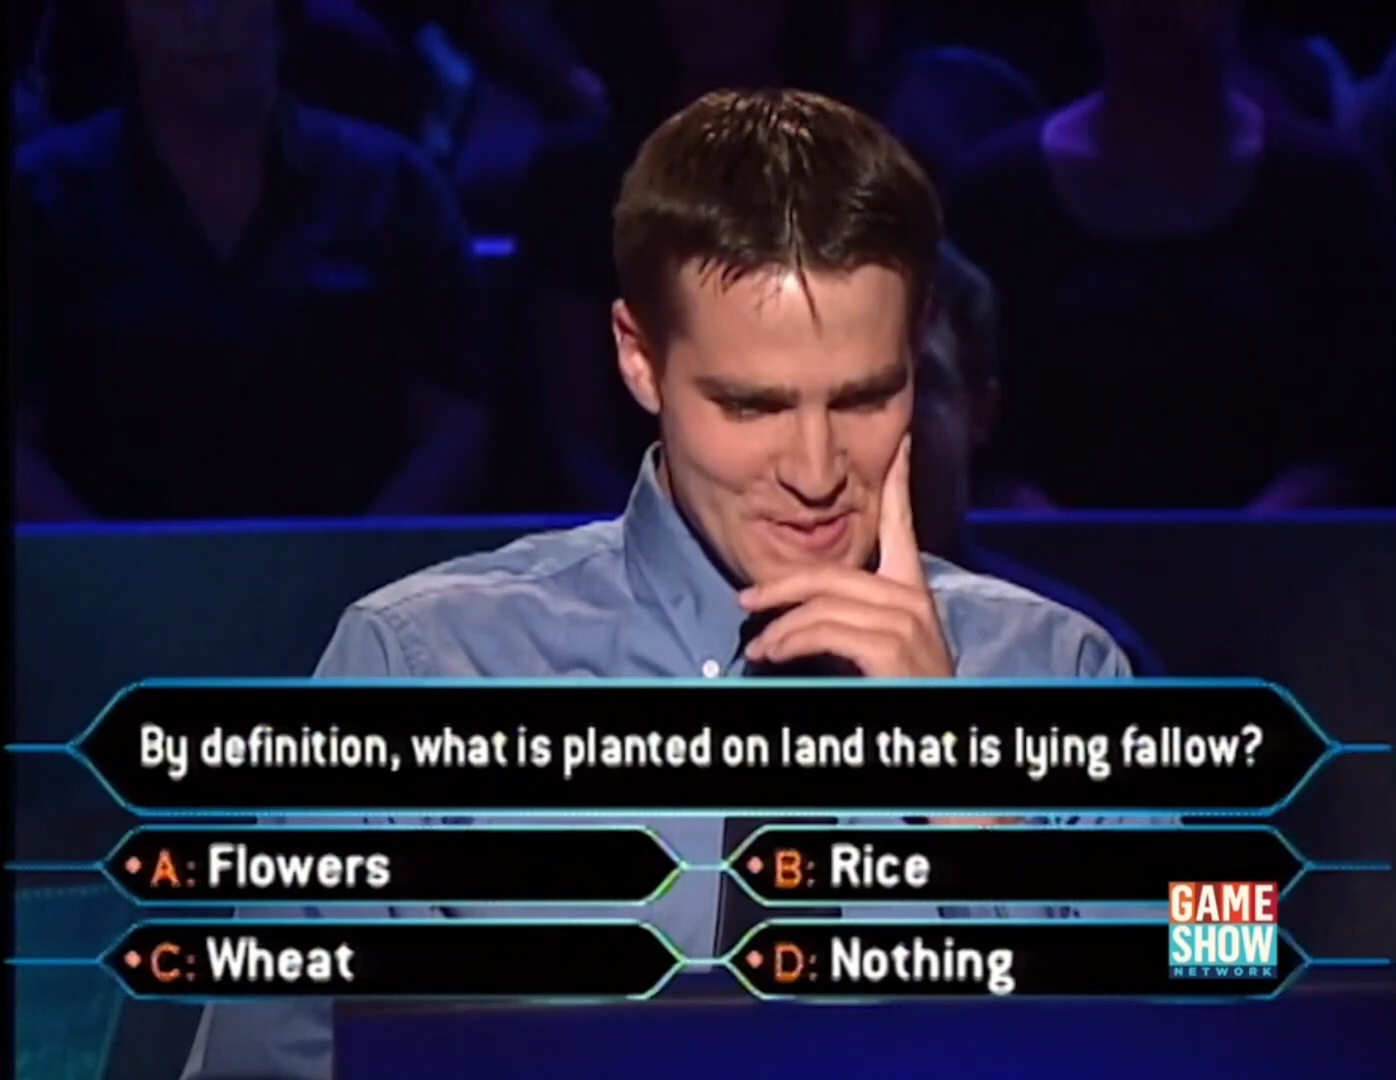 By definition, what is planted on land that is lying fallow?
A: Flowers
B: Rice
C: Wheat
D: Nothing
GAME
SHOW
NETWORK